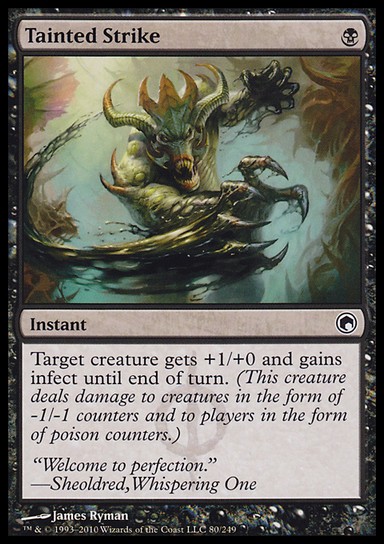 Tainted Strike
Instant
Target creature gets +1/+0 and gains
infect until end of turn. (This creature
deals damage to creatures in the form of
-1/-1 counters and to players in the form
of poison counters.)
“Welcome to perfection.”
—Sheoldred,Whispering One
James Ryman
™ & © 1993–2010 Wizards of the Coast LLC 80/249